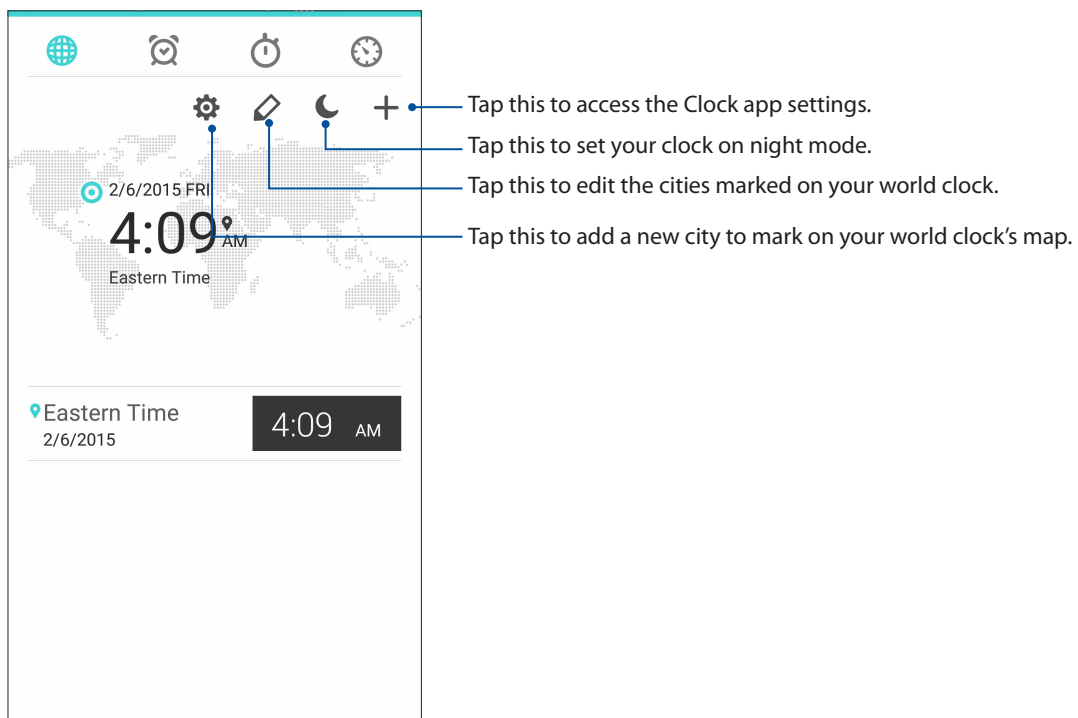 Tap this to access the Clock app settings.
Tap this to set your clock on night mode.
Tap this to edit the cities marked on your world clock.
Tap this to add a new city to mark on your world clock’s map.
2/6/2015 FRI
4:09 AM
Eastern Time
Eastern Time
2/6/2015
4:09 AM